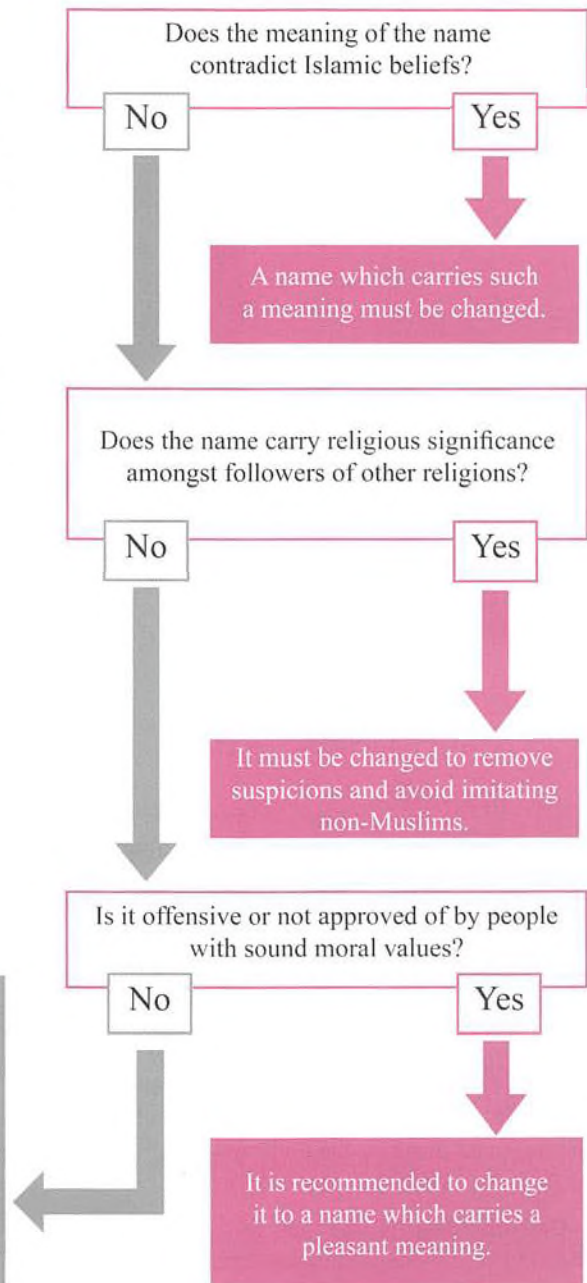 Does the meaning of the name
contradict Islamic beliefs?
No
Yes
A name which carries such
a meaning must be changed.
Does the name carry religious significance
amongst followers of other religions?
No
Yes
It must be changed to remove
suspicions and avoid imitating
non-Muslims.
Is it offensive or not approved of by people
with sound moral values?
No
Yes
It is recommended to change
it to a name which carries a
pleasant meaning.